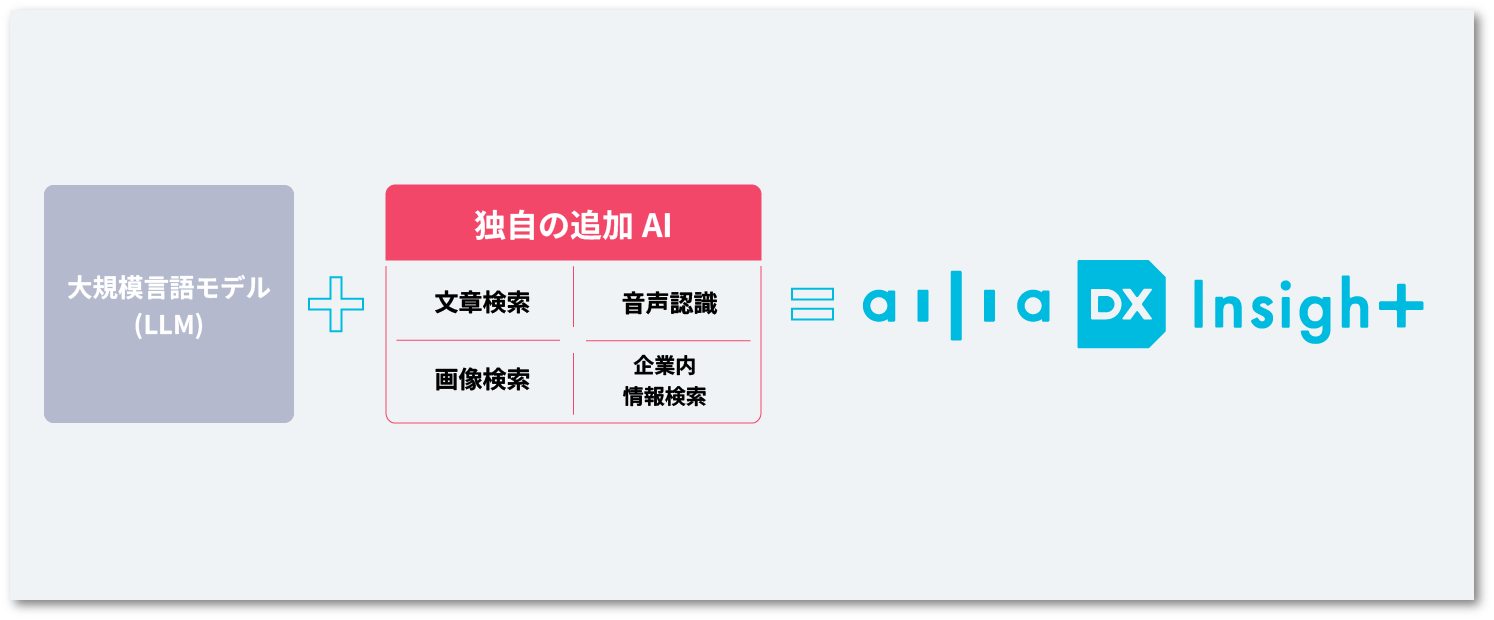 大規模言語モデル
(LLM)
独自の追加 AI
文章検索
音声認識
画像検索
企業内
情報検索
ailia DX Insight